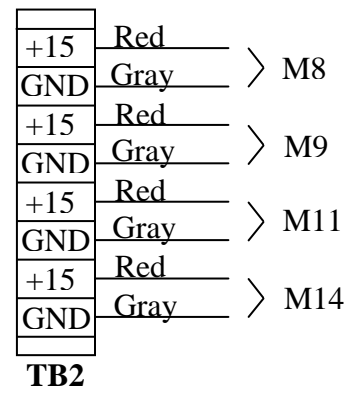 +15 Red
GND Gray M8
+15 Red
GND Gray M9
+15 Red
GND Gray M11
+15 Red
GND Gray M14
TB2